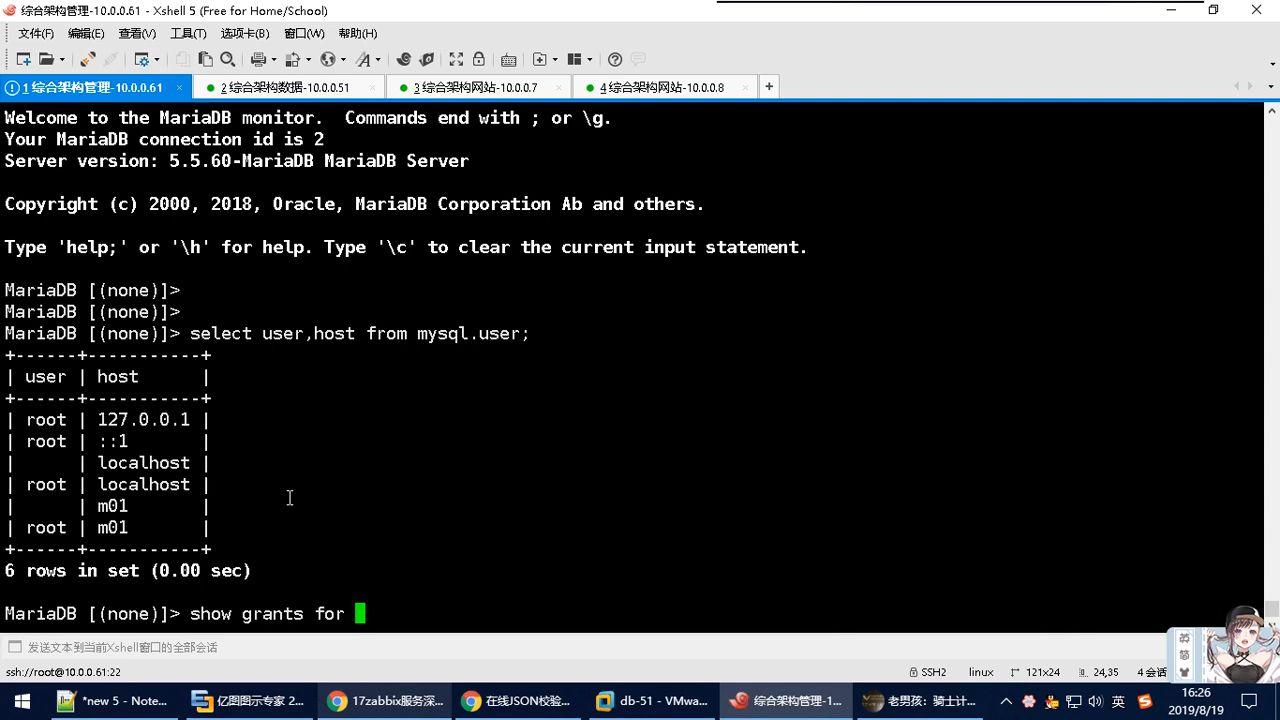 综合架构管理-10.0.0.61 - Xshell 5 (Free for Home/School)
文件(F) 编辑(E) 查看(V) 工具(T) 选项卡(B) 窗口(W) 帮助(H)
1 综合架构管理-10.0.0.61 × 2 综合架构数据-10.0.0.51 × 3 综合架构网站-10.0.0.7 × 4 综合架构网站-10.0.0.8 × +
Welcome to the MariaDB monitor.  Commands end with ; or \g.
Your MariaDB connection id is 2
Server version: 5.5.60-MariaDB MariaDB Server
Copyright (c) 2000, 2018, Oracle, MariaDB Corporation Ab and others.
Type 'help;' or '\h' for help. Type '\c' to clear the current input statement.
MariaDB [(none)]>
MariaDB [(none)]>
MariaDB [(none)]> select user,host from mysql.user;
+------+-----------+
| user | host      |
+------+-----------+
| root | 127.0.0.1 |
| root | ::1       |
|      | localhost |
| root | localhost |
|      | m01       |
| root | m01       |
+------+-----------+
6 rows in set (0.00 sec)
MariaDB [(none)]> show grants for
发送文本到当前Xshell窗口的全部会话
英
简
ssh://root@10.0.0.61:22 SSH2 linux 121x24 24,35 4 会话
*new 5 - Note... 亿图图示专家 2... 17zabbix服务深... 在线JSON校验... db-51 - VMwa... 综合架构管理-1... 老男孩：骑士计... 英 16:26
2019/8/19